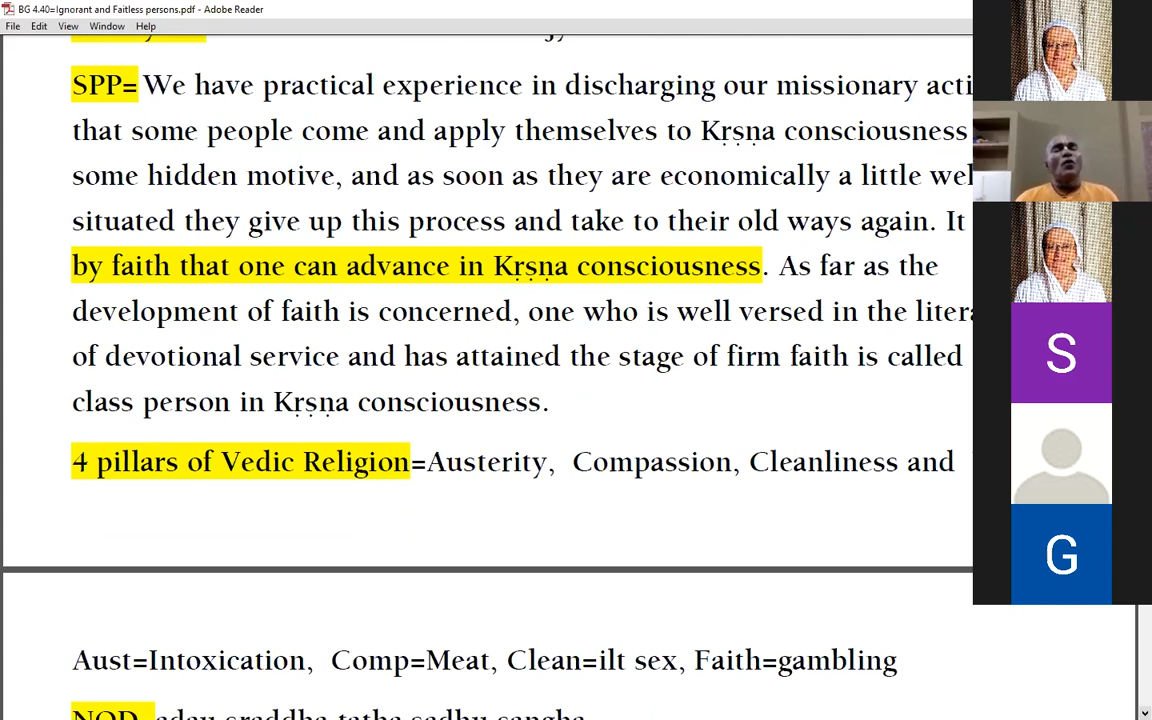 BG 4.40=Ignorant and Faitless persons.pdf - Adobe Reader
File Edit View Window Help
SPP= We have practical experience in discharging our missionary acti
that some people come and apply themselves to Kṛṣṇa consciousness
some hidden motive, and as soon as they are economically a little wel
situated they give up this process and take to their old ways again. It
by faith that one can advance in Kṛṣṇa consciousness. As far as the
development of faith is concerned, one who is well versed in the litera
of devotional service and has attained the stage of firm faith is called
class person in Kṛṣṇa consciousness.
4 pillars of Vedic Religion=Austerity, Compassion, Cleanliness and
Aust=Intoxication, Comp=Meat, Clean=ilt sex, Faith=gambling
NOD adau sraddha tatha sadhu sangha
S
G